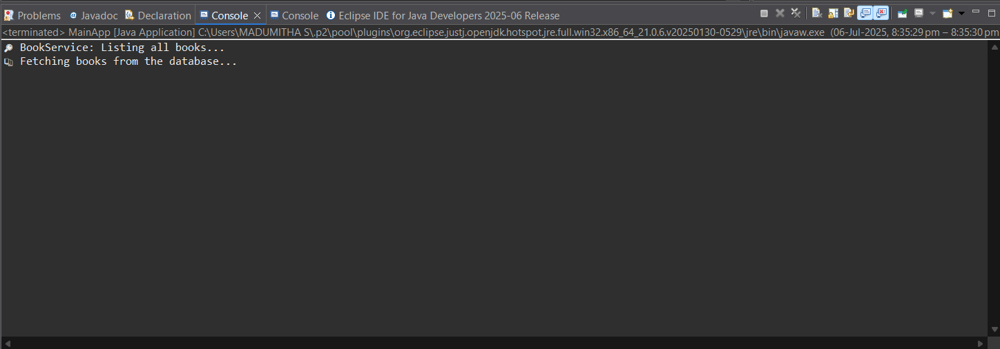 Problems Javadoc Declaration Console Console Eclipse IDE for Java Developers 2025-06 Release
<terminated> MainApp [Java Application] C:\Users\MADUMITHA S\.p2\pool\plugins\org.eclipse.justj.openjdk.hotspot.jre.full.win32.x86_64_21.0.6.v20250130-0529\jre\bin\javaw.exe (06-Jul-2025, 8:35:29 pm – 8:35:30 pm
🔎 BookService: Listing all books...
📚 Fetching books from the database...